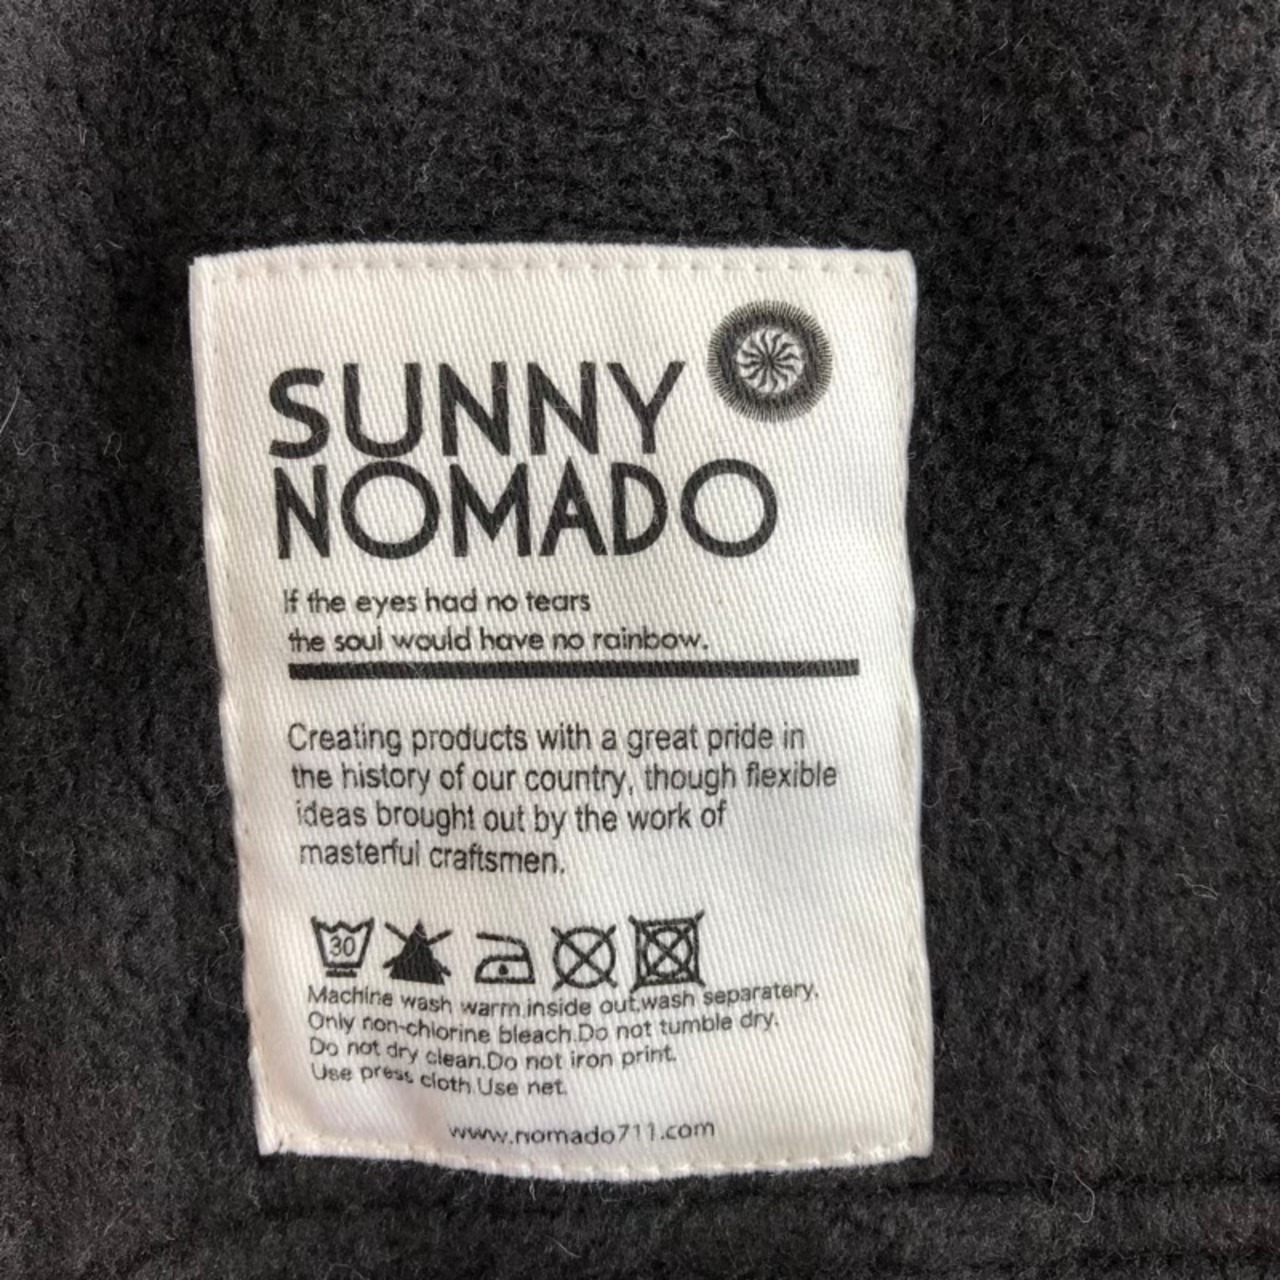 SUNNY
NOMADO
If the eyes had no tears
the soul would have no rainbow.
Creating products with a great pride in
the history of our country, though flexible
ideas brought out by the work of
masterful craftsmen.
30
Machine wash warm.inside out,wash separatery.
Only non-chlorine bleach.Do not tumble dry.
Do not dry clean.Do not iron print.
Use press cloth.Use net.
www.nomado711.com